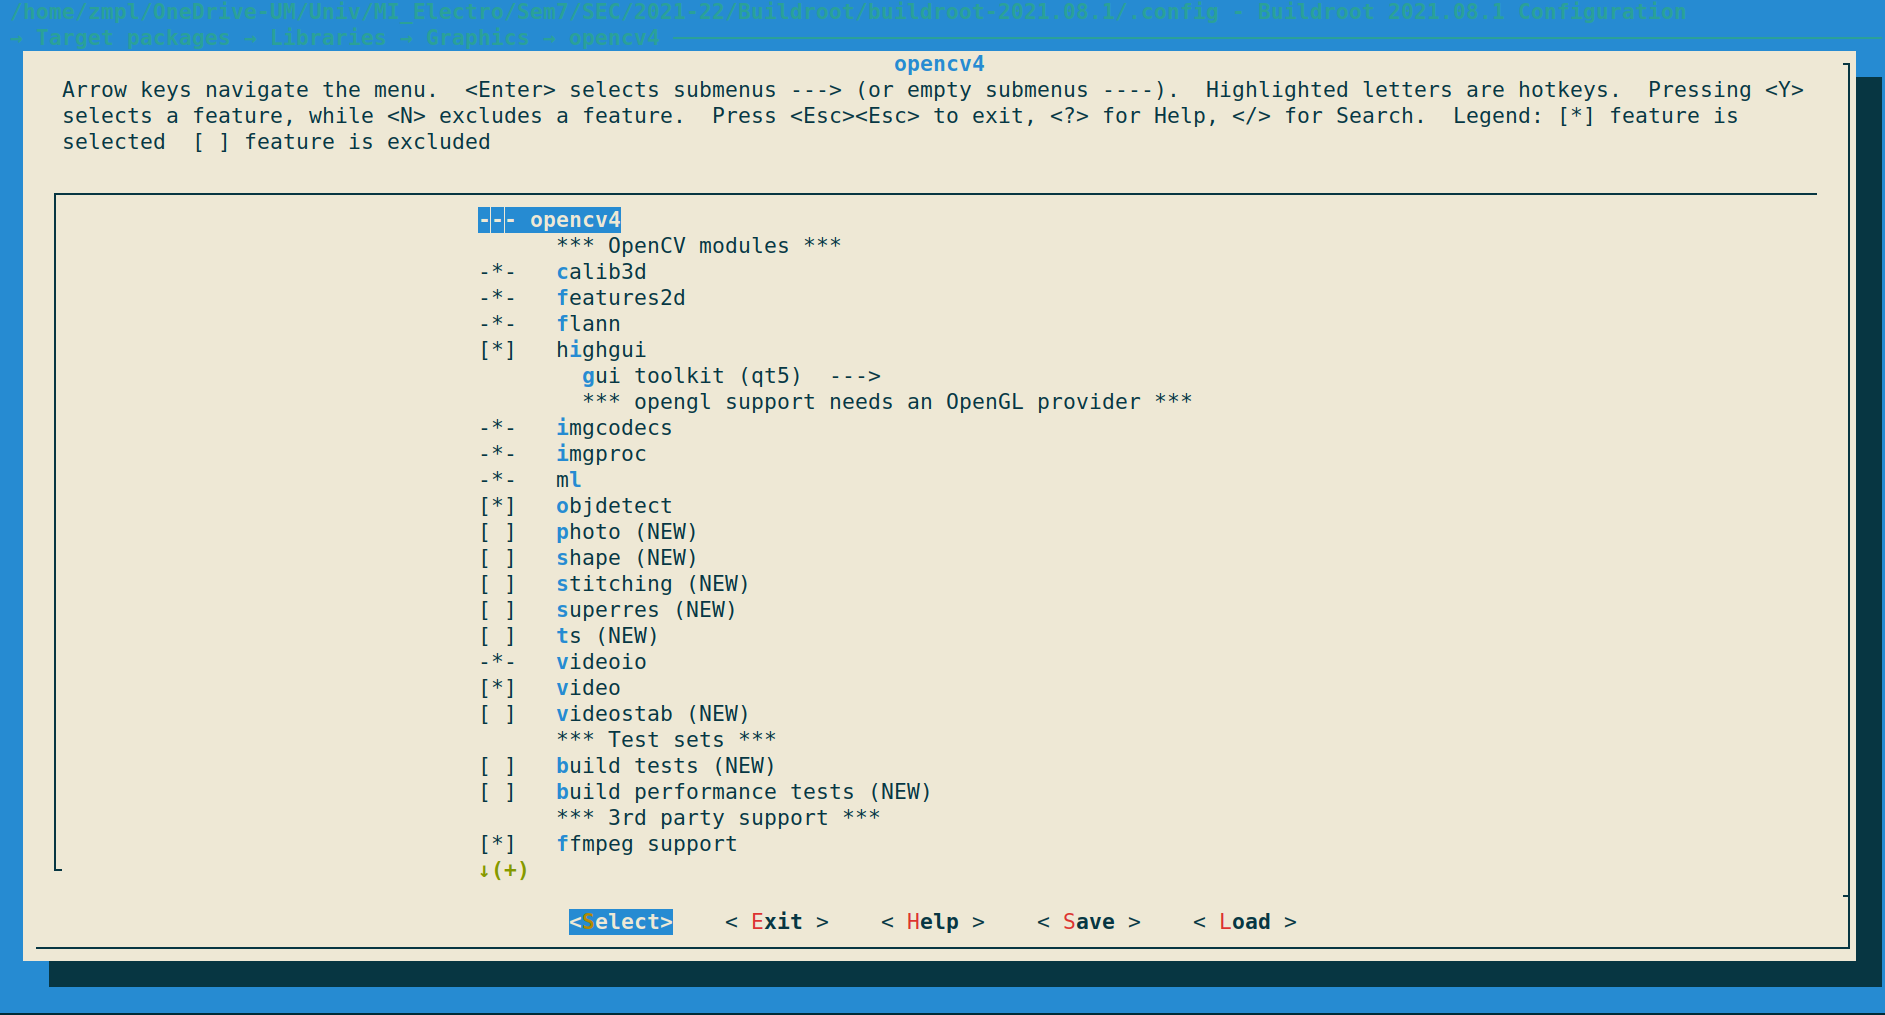 /home/zmpl/OneDrive-UM/Univ/MI_Electro/Sem7/SEC/2021-22/Buildroot/buildroot-2021.08.1/.config - Buildroot 2021.08.1 Configuration
→ Target packages → Libraries → Graphics → opencv4
opencv4
Arrow keys navigate the menu.  <Enter> selects submenus ---> (or empty submenus ----).  Highlighted letters are hotkeys.  Pressing <Y>
selects a feature, while <N> excludes a feature.  Press <Esc><Esc> to exit, <?> for Help, </> for Search.  Legend: [*] feature is
selected  [ ] feature is excluded
--- opencv4
*** OpenCV modules ***
-*-   calib3d
-*-   features2d
-*-   flann
[*]   highgui
gui toolkit (qt5)  --->
*** opengl support needs an OpenGL provider ***
-*-   imgcodecs
-*-   imgproc
-*-   ml
[*]   objdetect
[ ]   photo (NEW)
[ ]   shape (NEW)
[ ]   stitching (NEW)
[ ]   superres (NEW)
[ ]   ts (NEW)
-*-   videoio
[*]   video
[ ]   videostab (NEW)
*** Test sets ***
[ ]   build tests (NEW)
[ ]   build performance tests (NEW)
*** 3rd party support ***
[*]   ffmpeg support
↓(+)
<Select>    < Exit >    < Help >    < Save >    < Load >